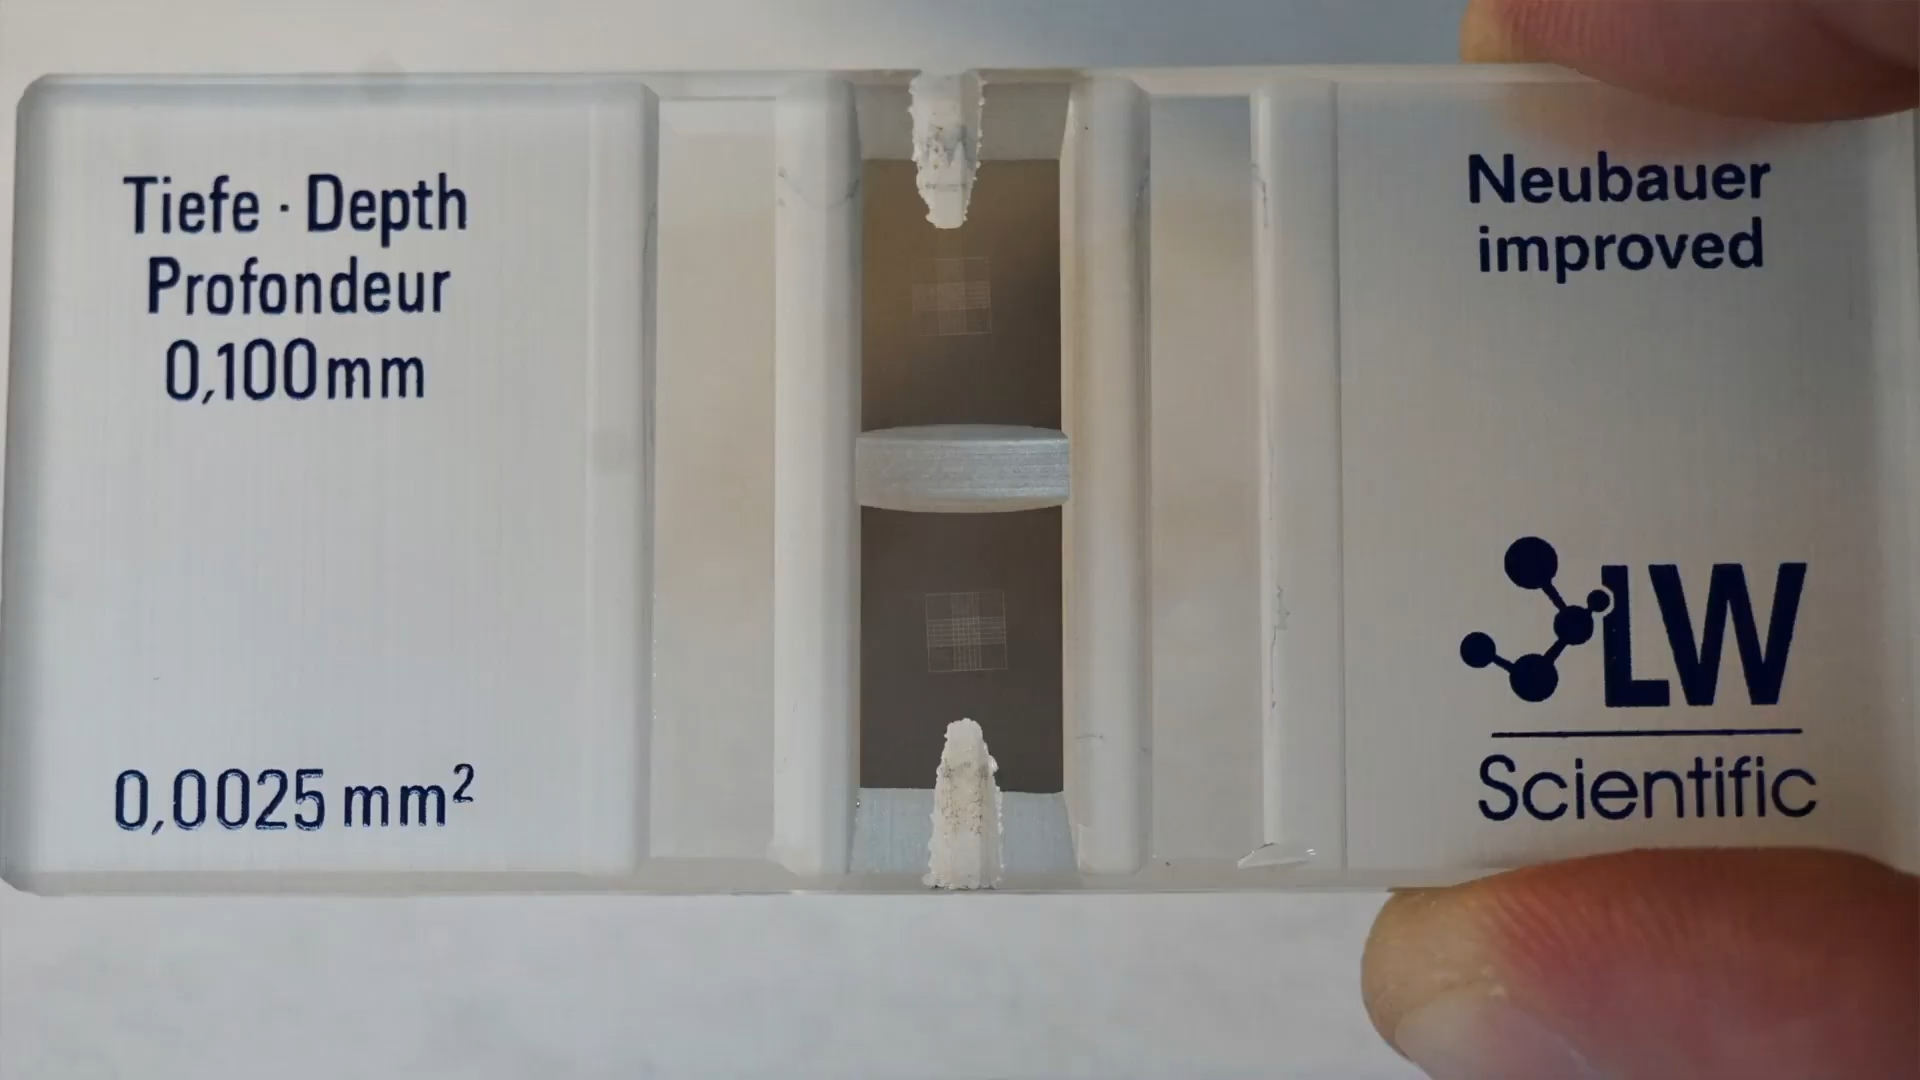 Tiefe · Depth
Profondeur
0,100mm
0,0025 mm²
Neubauer
improved
LW
Scientific